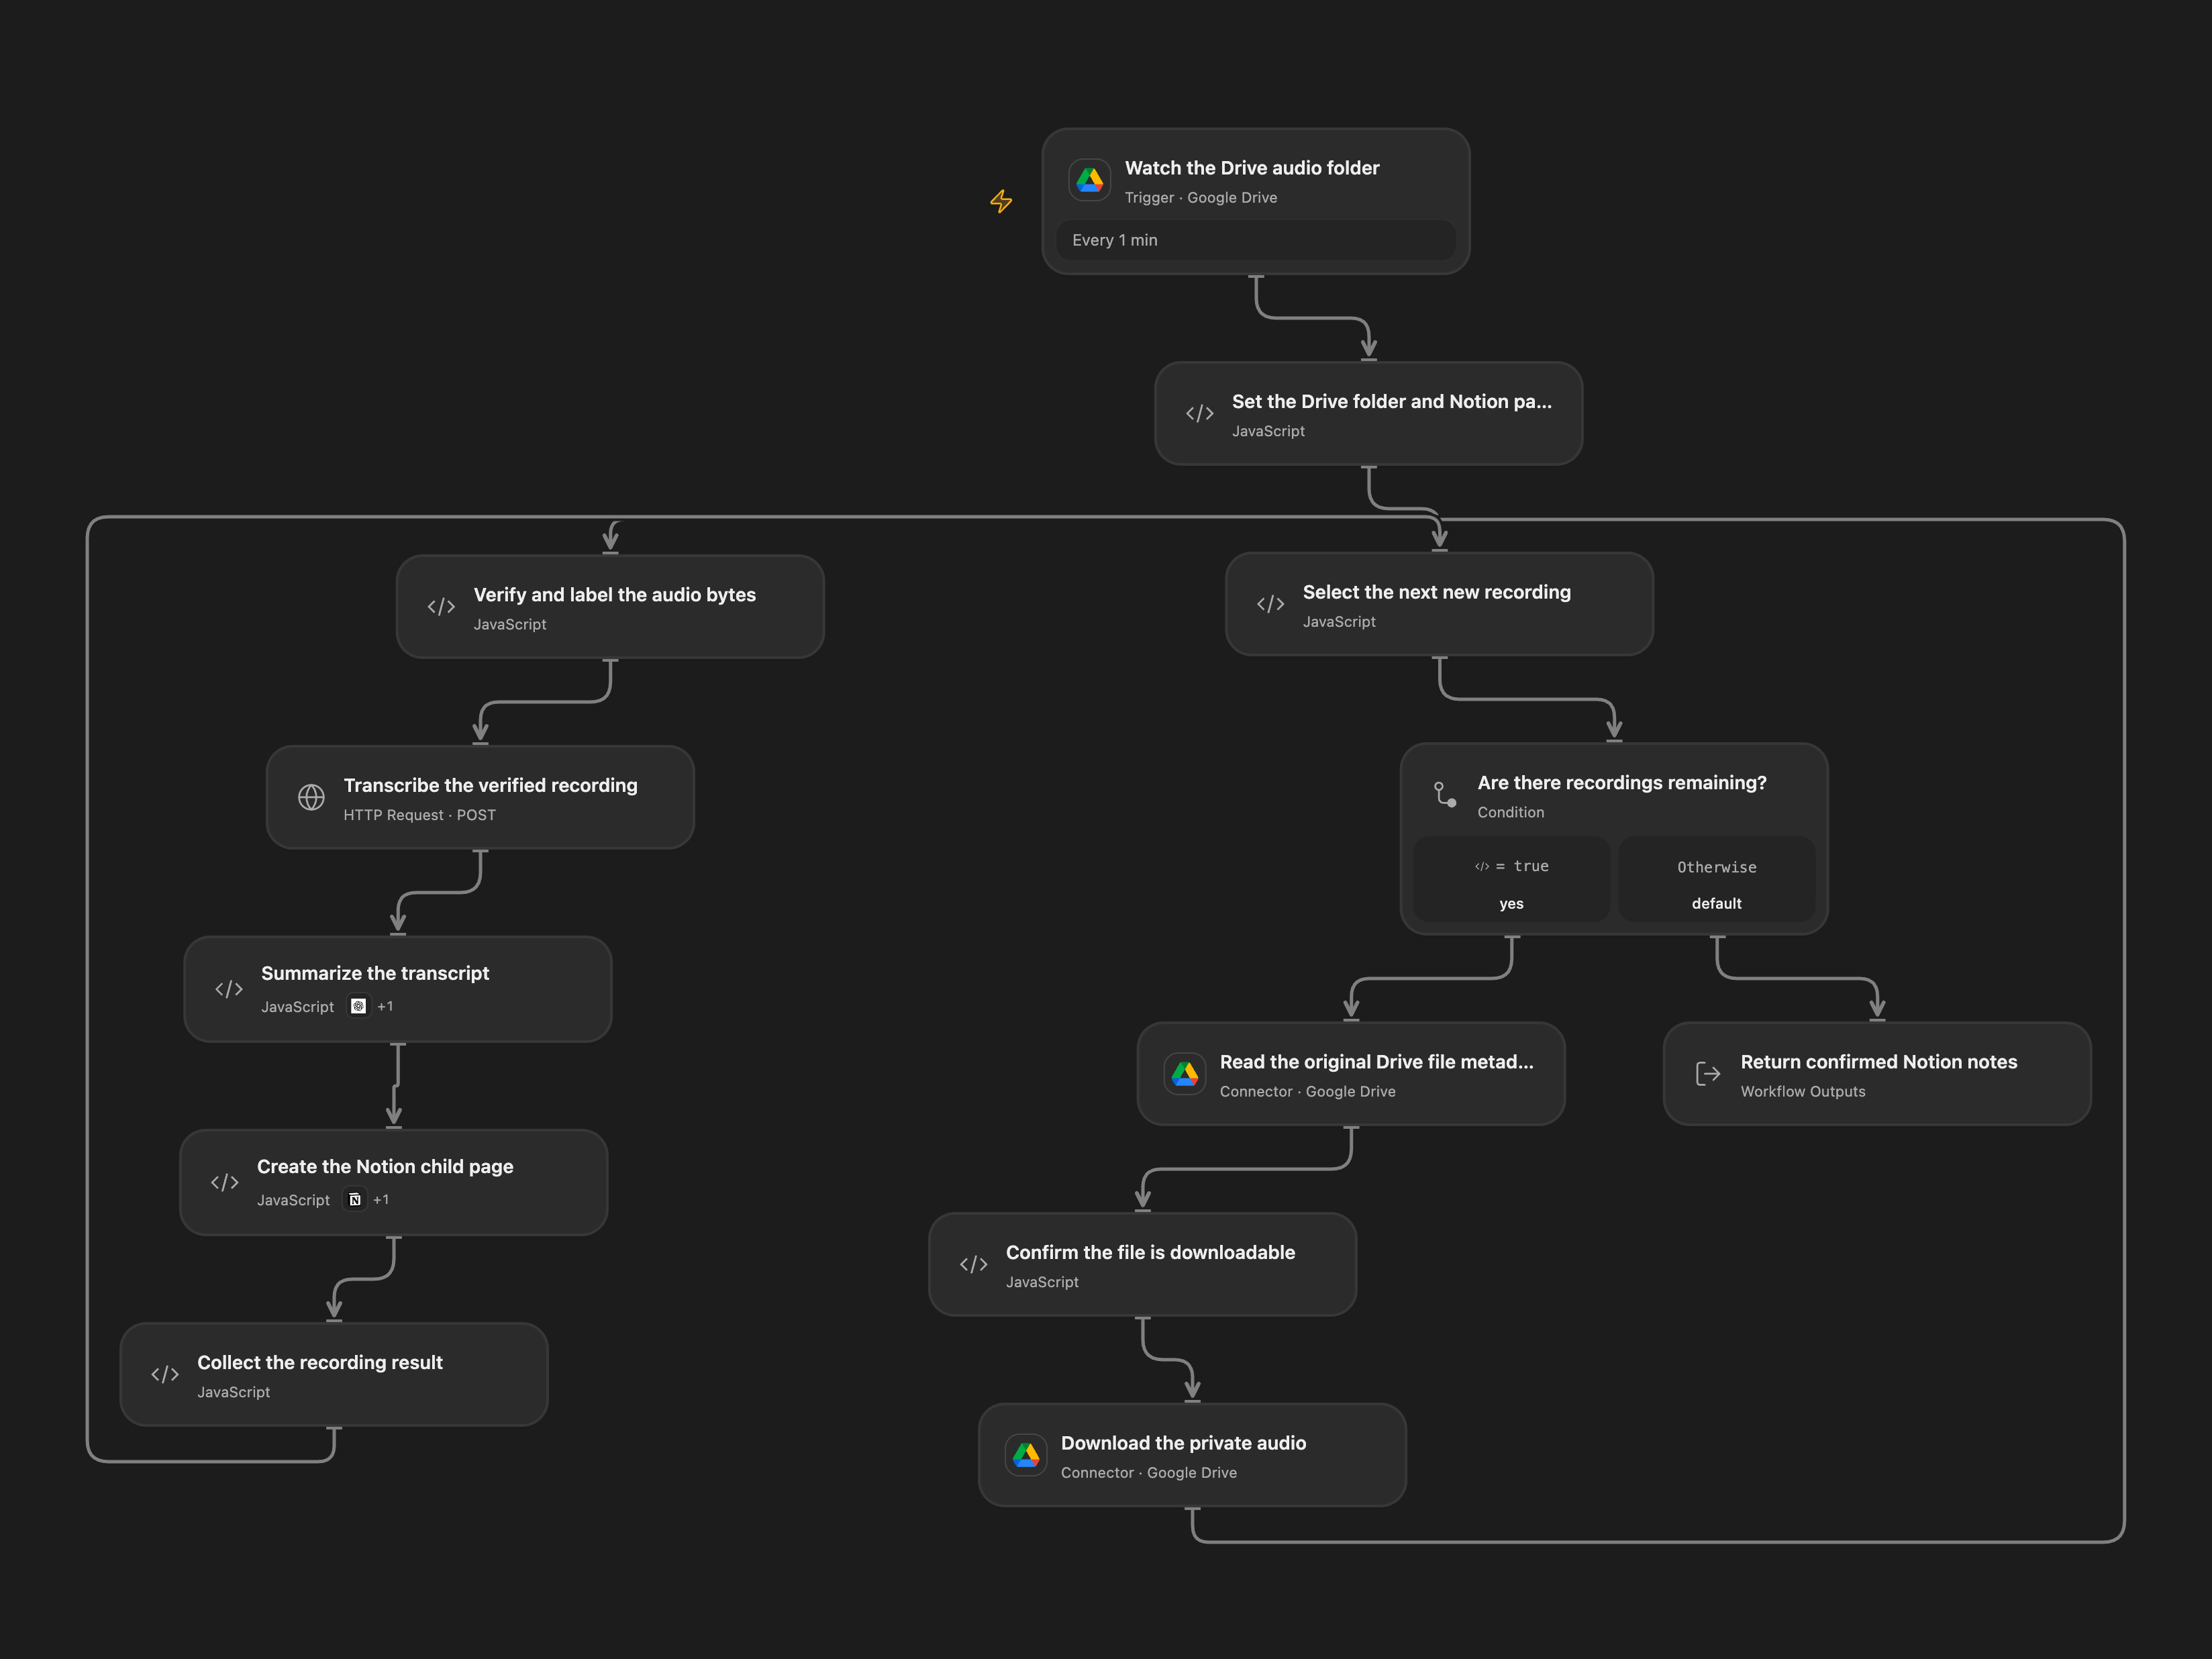 Watch the Drive audio folder
Trigger · Google Drive
Every 1 min
Set the Drive folder and Notion pa...
JavaScript
Verify and label the audio bytes
JavaScript
Select the next new recording
JavaScript
Transcribe the verified recording
HTTP Request · POST
Are there recordings remaining?
Condition
</> = true
yes
Otherwise
default
Summarize the transcript
JavaScript +1
Read the original Drive file metad...
Connector · Google Drive
Return confirmed Notion notes
Workflow Outputs
Create the Notion child page
JavaScript +1
Confirm the file is downloadable
JavaScript
Collect the recording result
JavaScript
Download the private audio
Connector · Google Drive